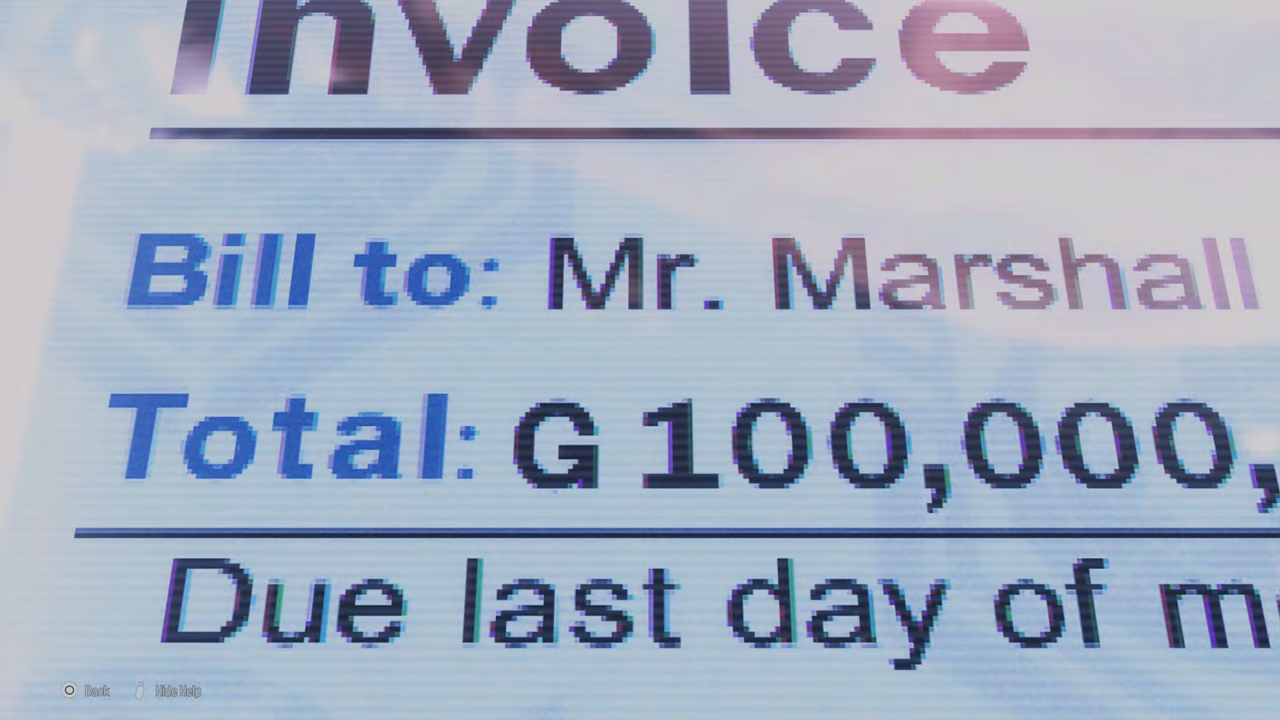 Invoice
Bill to: Mr. Marshall
Total: G 100,000,
Due last day of
Back Hide Help